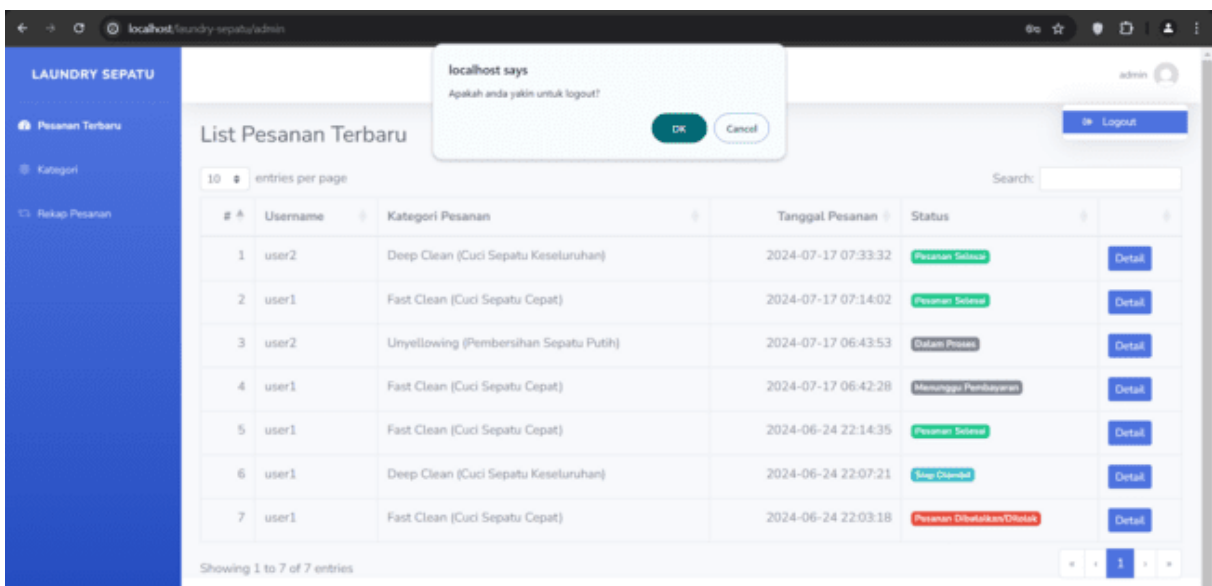 localhost/laundry-sepatu/admin
localhost says
Apakah anda yakin untuk logout?
OK Cancel
LAUNDRY SEPATU
admin
Pesanan Terbaru
Kategori
Rekap Pesanan
Logout
List Pesanan Terbaru
10 entries per page
Search:
# Username Kategori Pesanan Tanggal Pesanan Status
1 user2 Deep Clean (Cuci Sepatu Keseluruhan) 2024-07-17 07:33:32 Pesanan Selesai Detail
2 user1 Fast Clean (Cuci Sepatu Cepat) 2024-07-17 07:14:02 Pesanan Selesai Detail
3 user2 Unyellowing (Pembersihan Sepatu Putih) 2024-07-17 06:43:53 Dalam Proses Detail
4 user1 Fast Clean (Cuci Sepatu Cepat) 2024-07-17 06:42:28 Menunggu Pembayaran Detail
5 user1 Fast Clean (Cuci Sepatu Cepat) 2024-06-24 22:14:35 Pesanan Selesai Detail
6 user1 Deep Clean (Cuci Sepatu Keseluruhan) 2024-06-24 22:07:21 Siap Diambil Detail
7 user1 Fast Clean (Cuci Sepatu Cepat) 2024-06-24 22:03:18 Pesanan Dibatalkan/Ditolak Detail
Showing 1 to 7 of 7 entries
« ‹ 1 › »